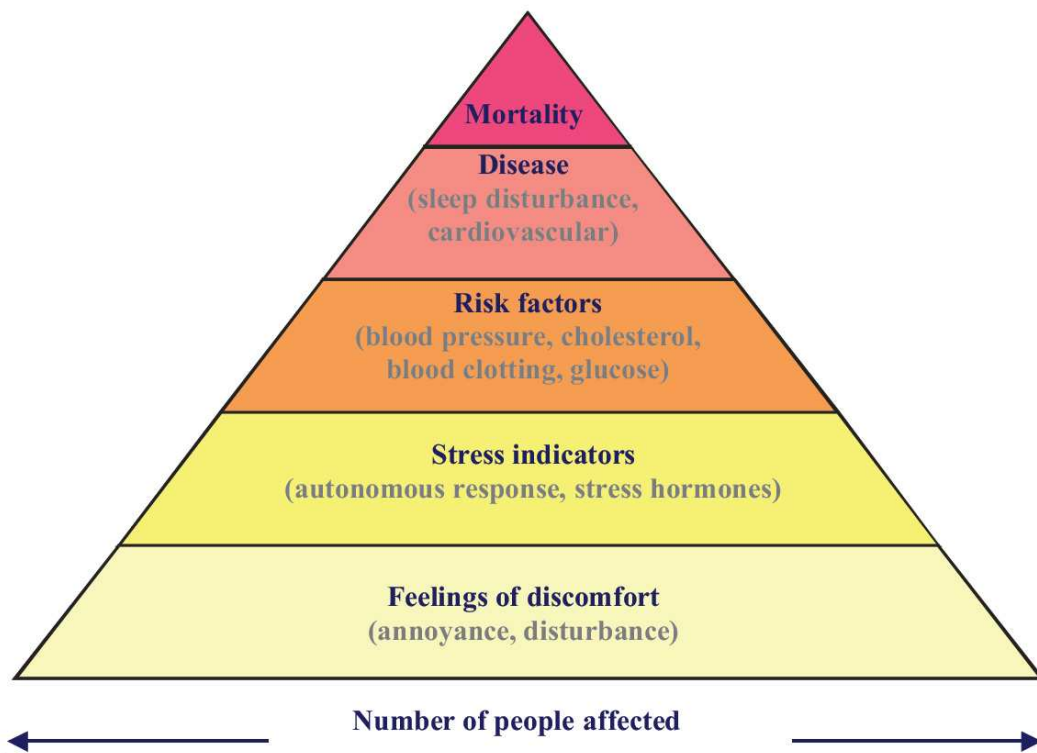 Mortality
Disease
(sleep disturbance,
cardiovascular)
Risk factors
(blood pressure, cholesterol,
blood clotting, glucose)
Stress indicators
(autonomous response, stress hormones)
Feelings of discomfort
(annoyance, disturbance)
Number of people affected